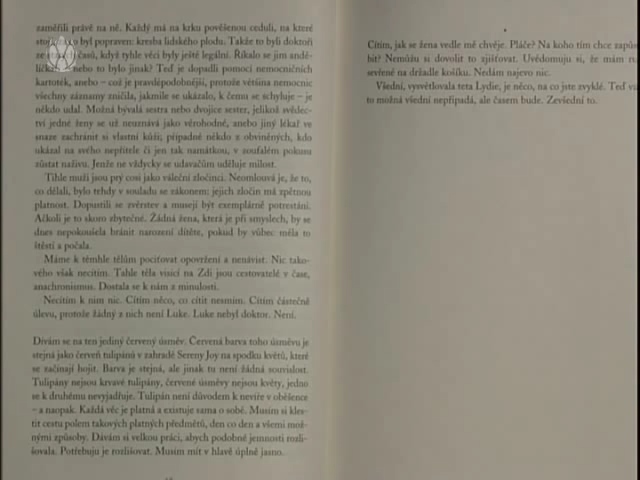 zaměřili právě na ně. Každý má na krku pověšenou ceduli, na které
stojí, byl popraven: kresba lidského plodu. Takže to byli doktoři
ze časů, kdy tyhle věci byly ještě legální. Říkalo se jim andě-
líčkáři, nebo to bylo jinak? Teď je dopadli pomocí nemocničních
kartoték, anebo – což je pravděpodobnější, protože většina nemocnic
všechny záznamy zničila, jakmile se ukázalo, k čemu se schyluje – je
někdo udal. Možná bývalá sestra nebo dvojice sester, jelikož svědec-
tví jedné ženy se už neuznává jako věrohodné, anebo jiný lékař ve
snaze zachránit si vlastní kůži; případně někdo z obviněných, kdo
ukázal na svého nepřítele či jen tak namátkou, v zoufalém pokusu
zůstat naživu. Jenže ne vždycky se udavačům uděluje milost.
Tihle muži jsou prý cosi jako váleční zločinci. Neomlouvá je, že to,
co dělali, bylo tehdy v souladu se zákonem: jejich zločin má zpětnou
platnost. Dopustili se zvěrstev a musejí být exemplárně potrestáni.
Ačkoli je to skoro zbytečné. Žádná žena, která je při smyslech, by se
dnes nepokoušela bránit narození dítěte, pokud by vůbec měla to
štěstí a počala.
Máme k těmhle tělům pociťovat opovržení a nenávist. Nic tako-
vého však necítím. Tahle těla visící na Zdi jsou cestovatelé v čase,
anachronismus. Dostala se k nám z minulosti.
Necítím k nim nic. Cítím něco, co cítit nesmím. Cítím částečně
úlevu, protože žádný z nich není Luke. Luke nebyl doktor. Není.
Dívám se na ten jediný červený úsměv. Červená barva toho úsměvu je
stejná jako červeň tulipánů v zahradě Sereny Joy na spodku květů, které
se začínají hojit. Barva je stejná, ale jinak tu není žádná souvislost.
Tulipány nejsou krvavé tulipány, červené úsměvy nejsou květy, jedno
se k druhému nevyjadřuje. Tulipán není důvodem k nevíře v oběšence
– a naopak. Každá věc je platná a existuje sama o sobě. Musím si kles-
tit cestu polem takových platných předmětů, den co den a všemi mož-
nými způsoby. Dávám si velkou práci, abych podobné jemnosti rozli-
šovala. Potřebuju je rozlišovat. Musím mít v hlavě úplně jasno.
Cítím, jak se žena vedle mě chvěje. Pláče? Na koho tím chce zapů-
bit? Nemůžu si dovolit to zjišťovat. Uvědomuju si, že mám
sevřené na držadle košíku. Nedám najevo nic.
Všední, vysvětlovala teta Lydie, je něco, na co jste zvyklé. Teď
to možná všední nepřipadá, ale časem bude. Zevšední to.